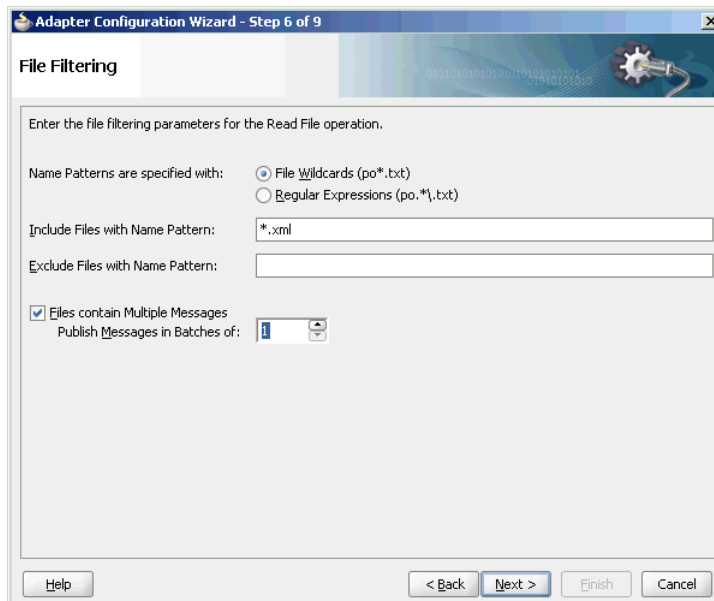 Adapter Configuration Wizard - Step 6 of 9
File Filtering
Enter the file filtering parameters for the Read File operation.
Name Patterns are specified with:
File Wildcards (po*.txt)
Regular Expressions (po.*\.txt)
Include Files with Name Pattern:
*.xml
Exclude Files with Name Pattern:
Files contain Multiple Messages
Publish Messages in Batches of:
1
Help
< Back
Next >
Finish
Cancel